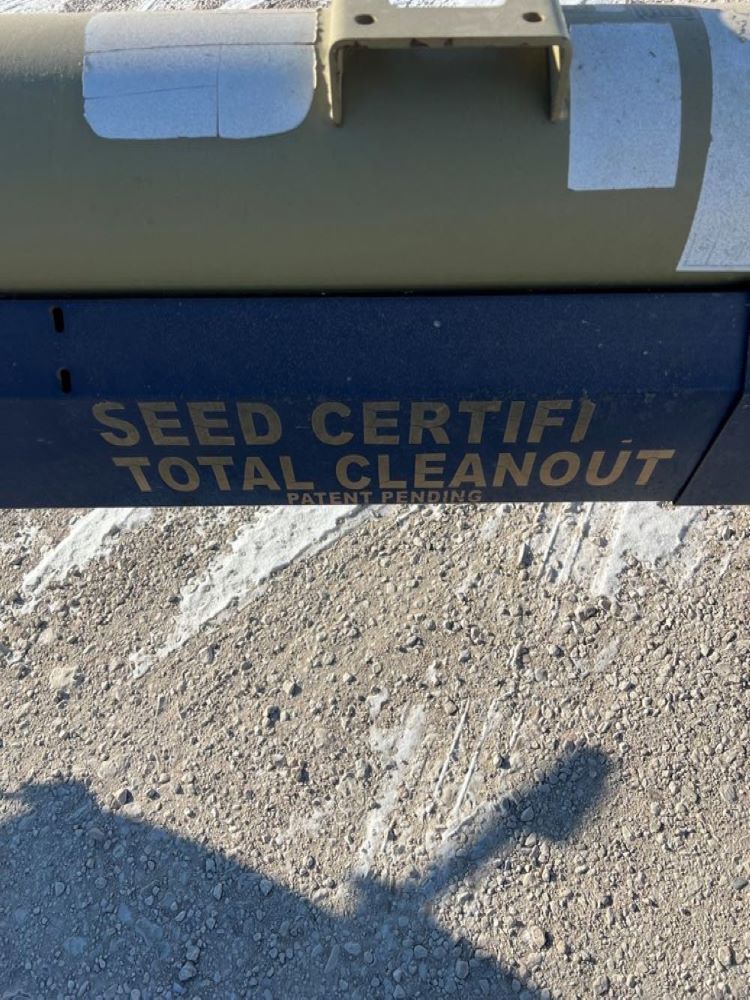 SEED CERTIFI
TOTAL CLEANOUT
PATENT PENDING